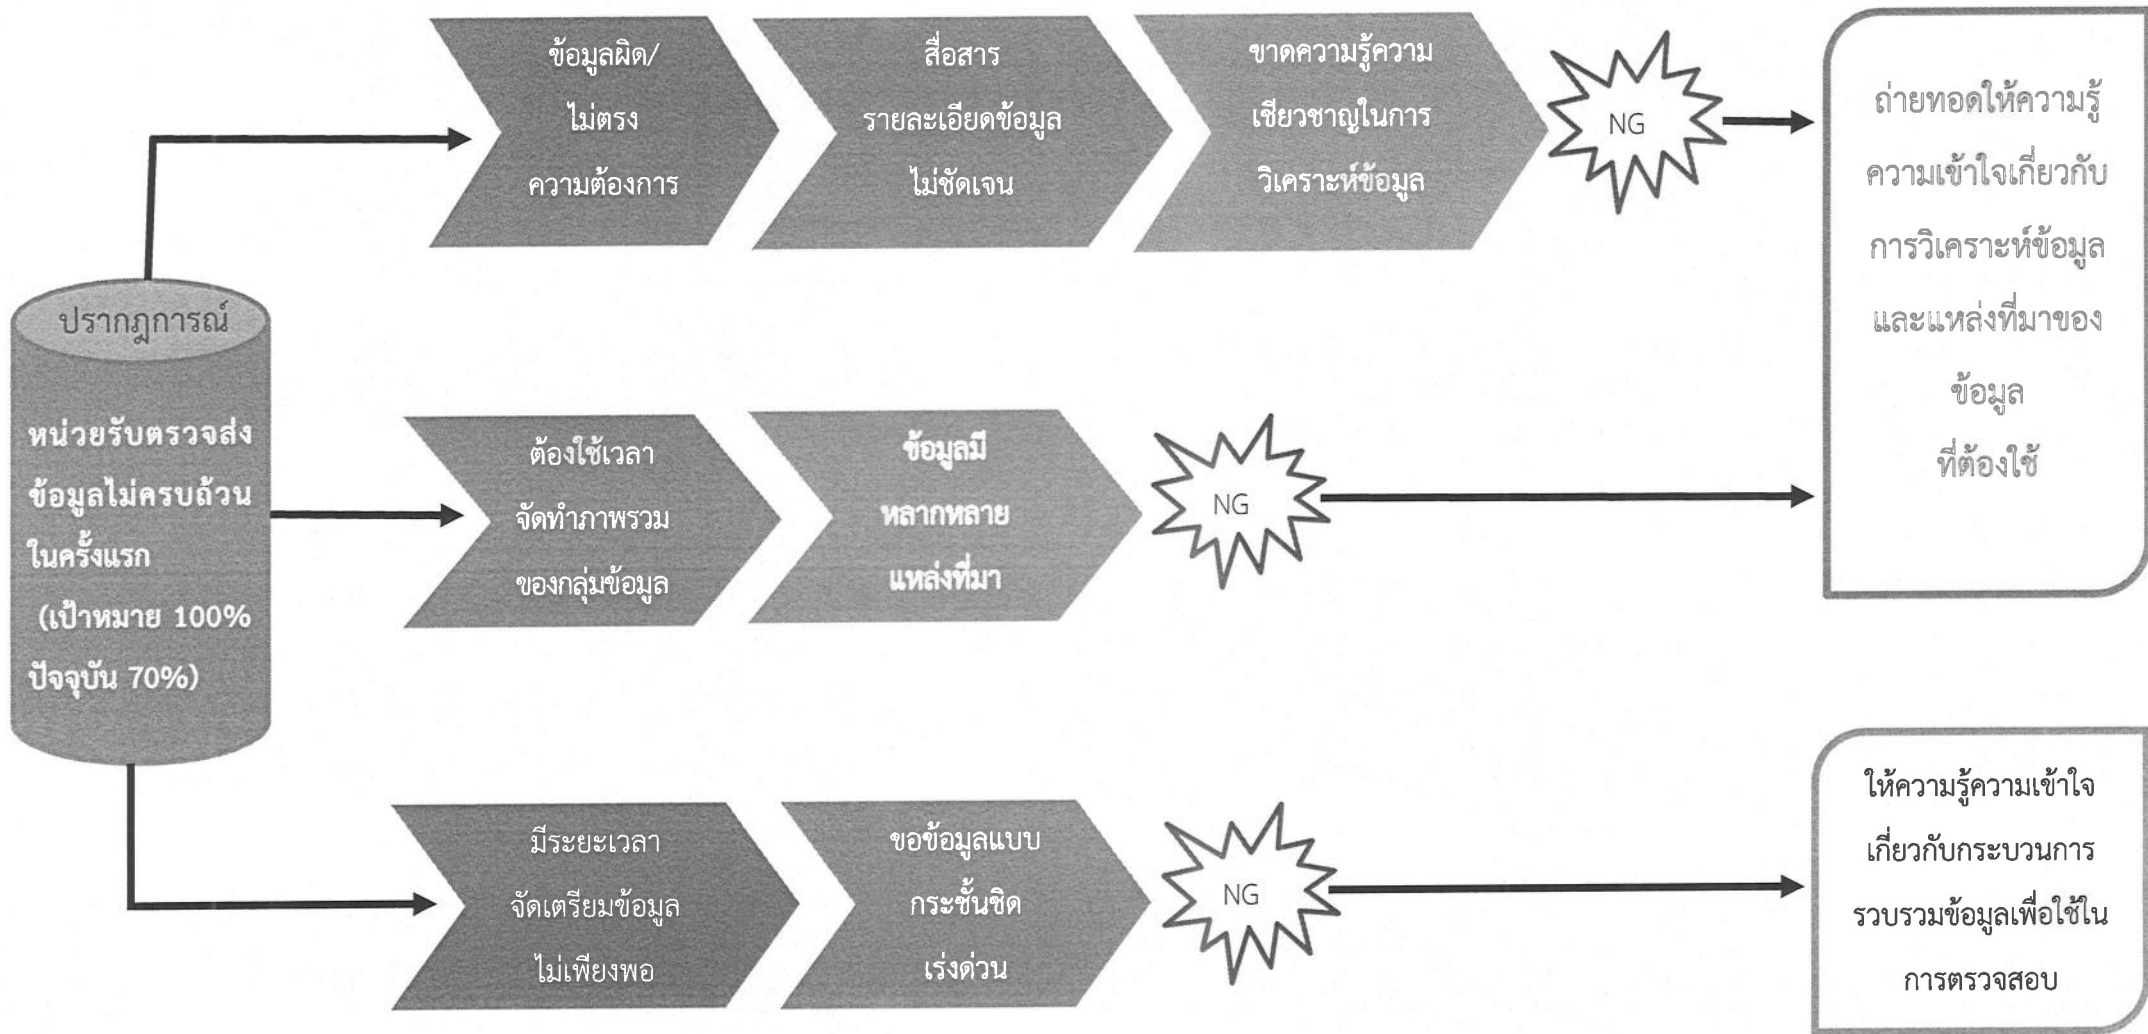 ข้อมูลผิด/
ไม่ตรง
ความต้องการ
สื่อสาร
รายละเอียดข้อมูล
ไม่ชัดเจน
ขาดความรู้ความ
เชี่ยวชาญในการ
วิเคราะห์ข้อมูล
NG
ถ่ายทอดให้ความรู้
ความเข้าใจเกี่ยวกับ
การวิเคราะห์ข้อมูล
และแหล่งที่มาของ
ข้อมูล
ที่ต้องใช้
ปรากฏการณ์
หน่วยรับตรวจส่ง
ข้อมูลไม่ครบถ้วน
ในครั้งแรก
(เป้าหมาย 100%
ปัจจุบัน 70%)
ต้องใช้เวลา
จัดทำภาพรวม
ของกลุ่มข้อมูล
ข้อมูลมี
หลากหลาย
แหล่งที่มา
NG
มีระยะเวลา
จัดเตรียมข้อมูล
ไม่เพียงพอ
ขอข้อมูลแบบ
กระชั้นชิด
เร่งด่วน
NG
ให้ความรู้ความเข้าใจ
เกี่ยวกับกระบวนการ
รวบรวมข้อมูลเพื่อใช้ใน
การตรวจสอบ